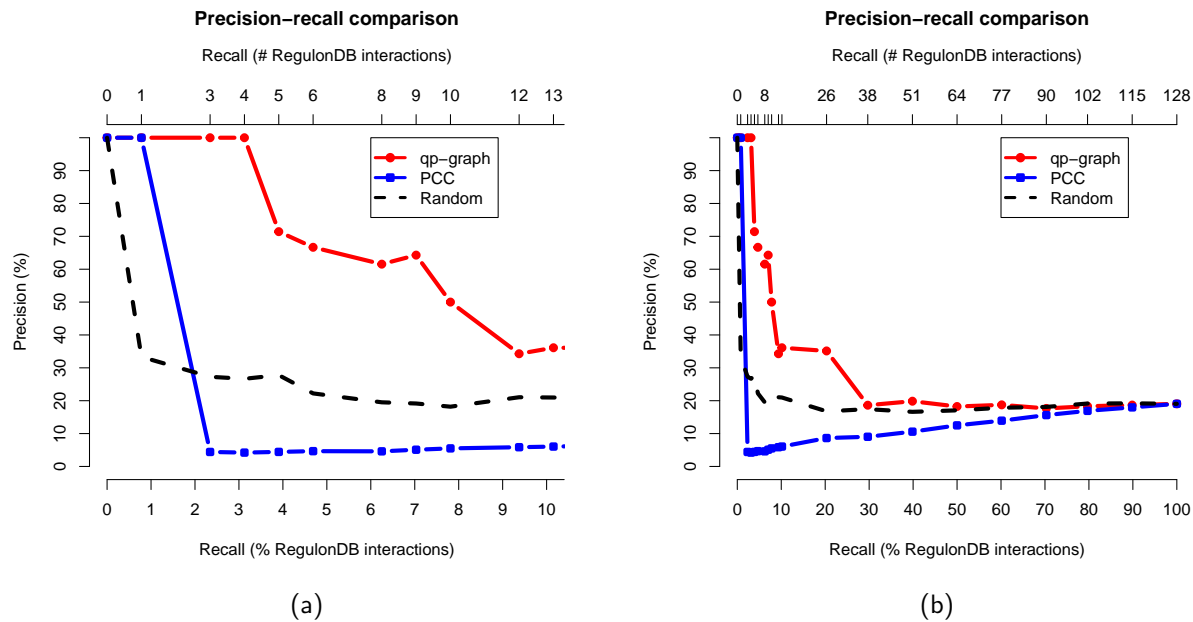 Precision−recall comparison
Recall (# RegulonDB interactions)
0 1 3 4 5 6 8 9 10 12 13
qp−graph
PCC
Random
Precision (%)
0 10 20 30 40 50 60 70 80 90
0 1 2 3 4 5 6 7 8 9 10
Recall (% RegulonDB interactions)
(a)
Precision−recall comparison
Recall (# RegulonDB interactions)
0 8 26 38 51 64 77 90 102 115 128
qp−graph
PCC
Random
Precision (%)
0 10 20 30 40 50 60 70 80 90
0 10 20 30 40 50 60 70 80 90 100
Recall (% RegulonDB interactions)
(b)